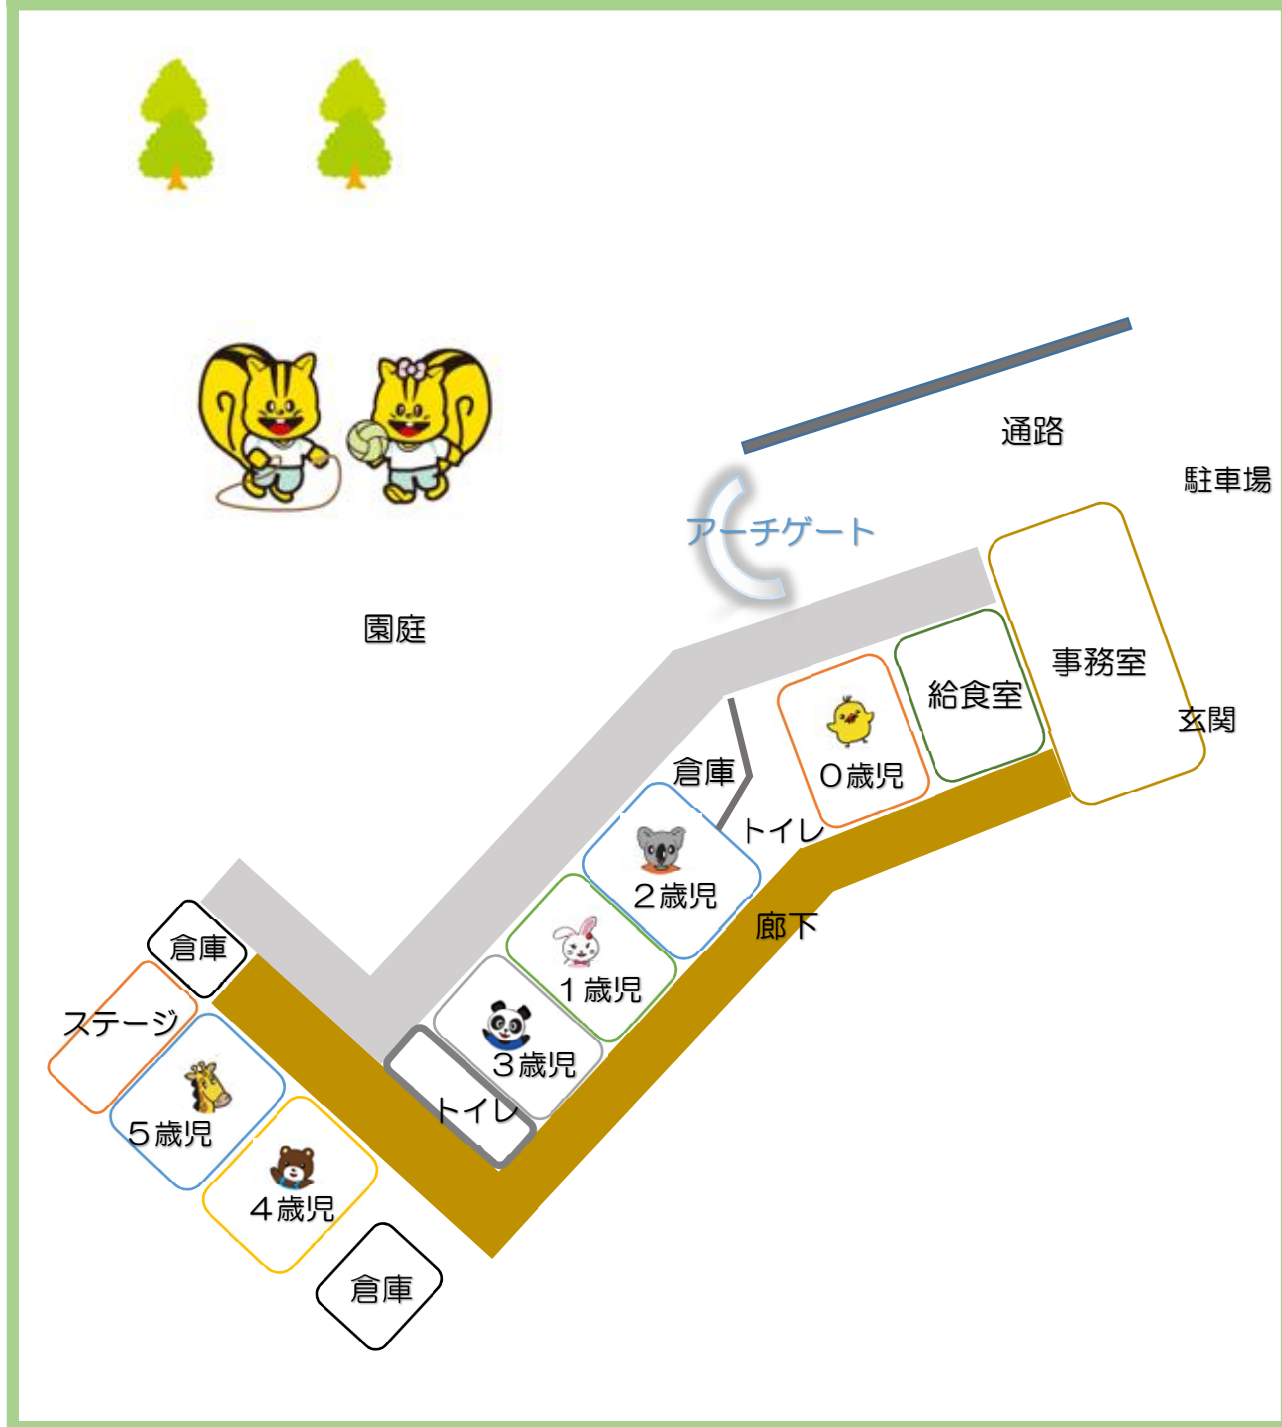 通路
駐車場
アーチゲート
園庭
事務室
給食室
玄関
０歳児
倉庫
トイレ
２歳児
廊下
１歳児
倉庫
ステージ
３歳児
トイレ
５歳児
４歳児
倉庫